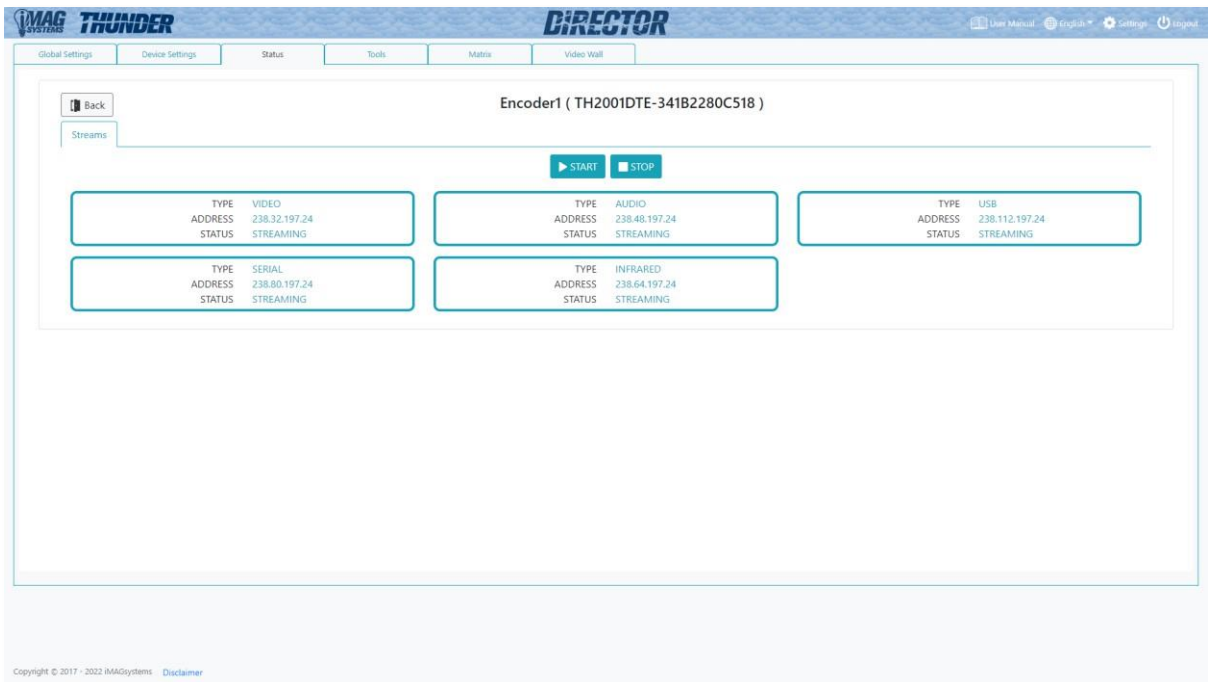 iMAG SYSTEMS THUNDER
DiRECTOR
User Manual English Settings Logout
Global Settings Device Settings Status Tools Matrix Video Wall
Back
Encoder1 ( TH2001DTE-341B2280C518 )
Streams
START STOP
TYPE VIDEO
ADDRESS 238.32.197.24
STATUS STREAMING
TYPE AUDIO
ADDRESS 238.48.197.24
STATUS STREAMING
TYPE USB
ADDRESS 238.112.197.24
STATUS STREAMING
TYPE SERIAL
ADDRESS 238.80.197.24
STATUS STREAMING
TYPE INFRARED
ADDRESS 238.64.197.24
STATUS STREAMING
Copyright © 2017 - 2022 iMAGsystems Disclaimer